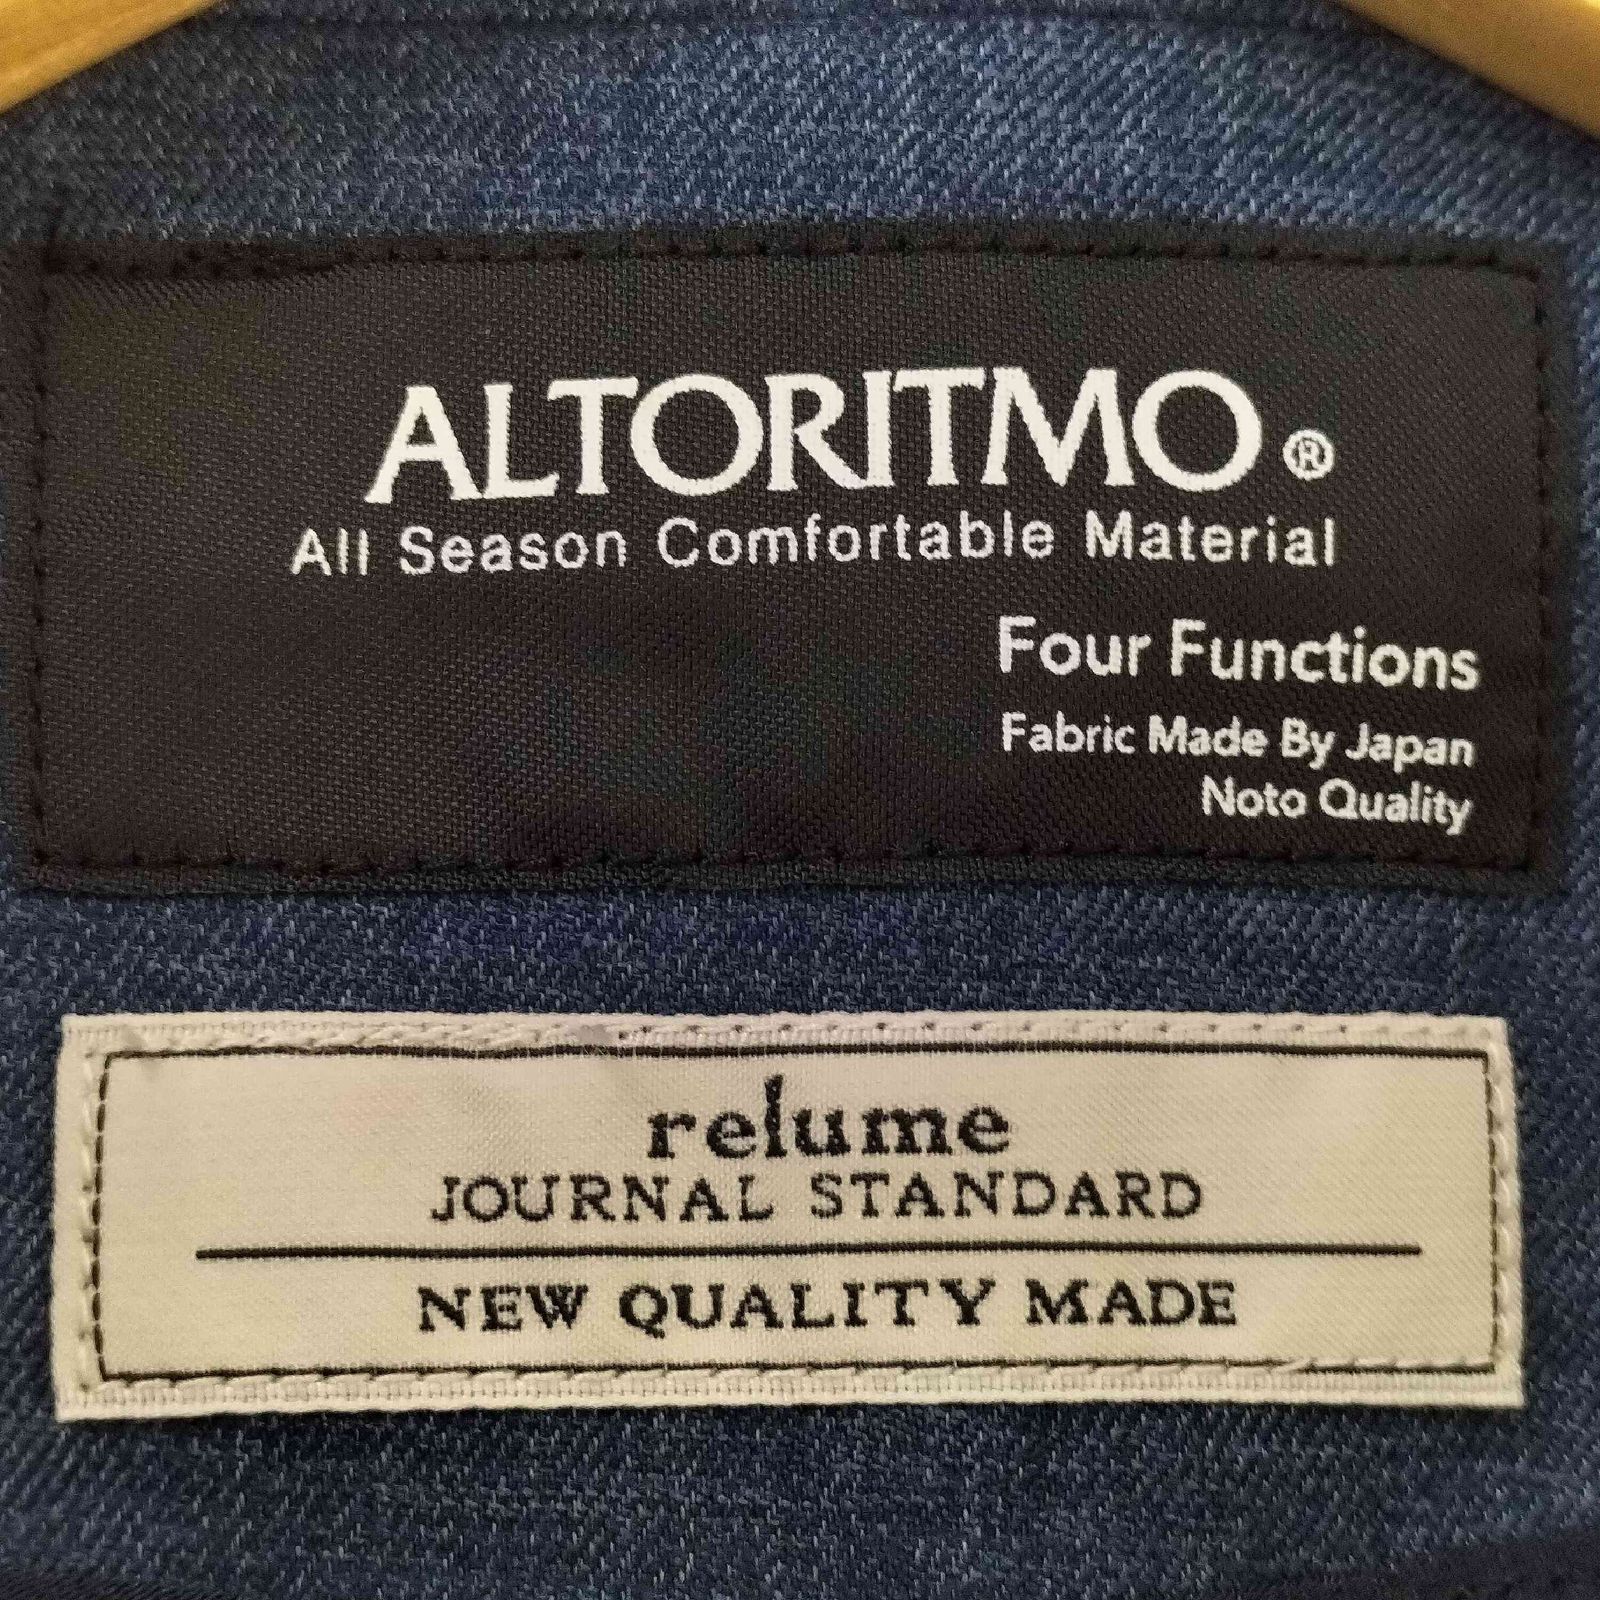 ALTORITMO®
All Season Comfortable Material
Four Functions
Fabric Made By Japan
Noto Quality
relume
JOURNAL STANDARD
NEW QUALITY MADE